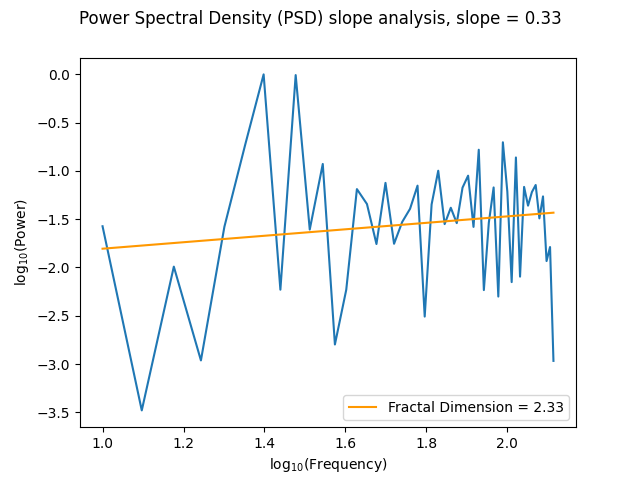 Power Spectral Density (PSD) slope analysis, slope = 0.33
0.0
−0.5
−1.0
−1.5
−2.0
−2.5
−3.0
−3.5
log10(Power)
Fractal Dimension = 2.33
1.0 1.2 1.4 1.6 1.8 2.0
log10(Frequency)